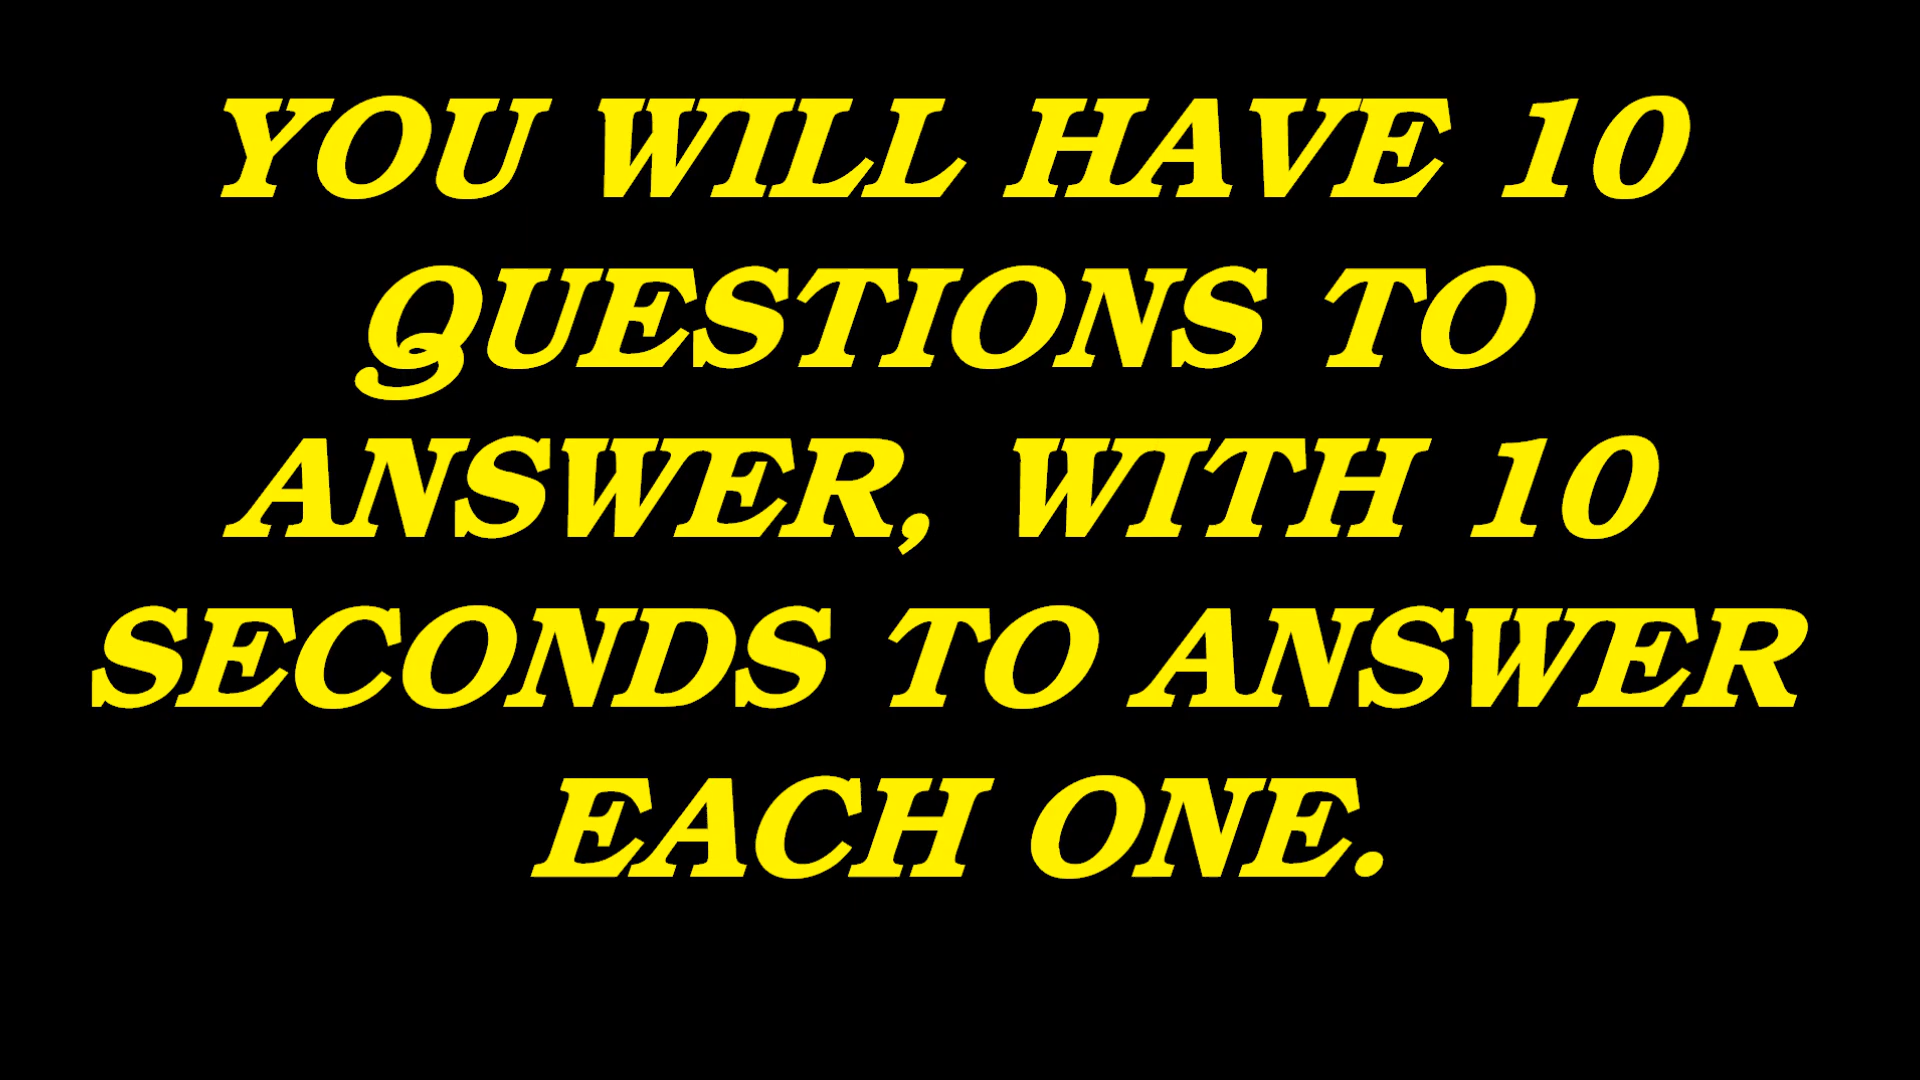 YOU WILL HAVE 10
QUESTIONS TO
ANSWER, WITH 10
SECONDS TO ANSWER
EACH ONE.